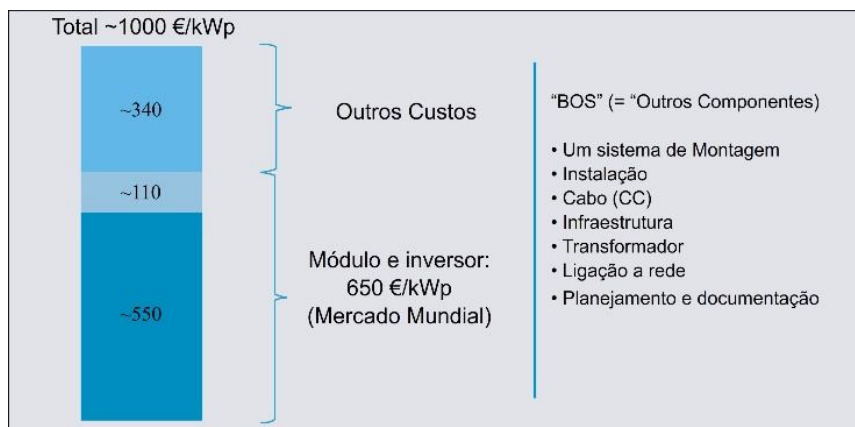 Total ~1000 €/kWp
~340
~110
~550
Outros Custos
Módulo e inversor:
650 €/kWp
(Mercado Mundial)
“BOS” (= “Outros Componentes)
• Um sistema de Montagem
• Instalação
• Cabo (CC)
• Infraestrutura
• Transformador
• Ligação a rede
• Planejamento e documentação